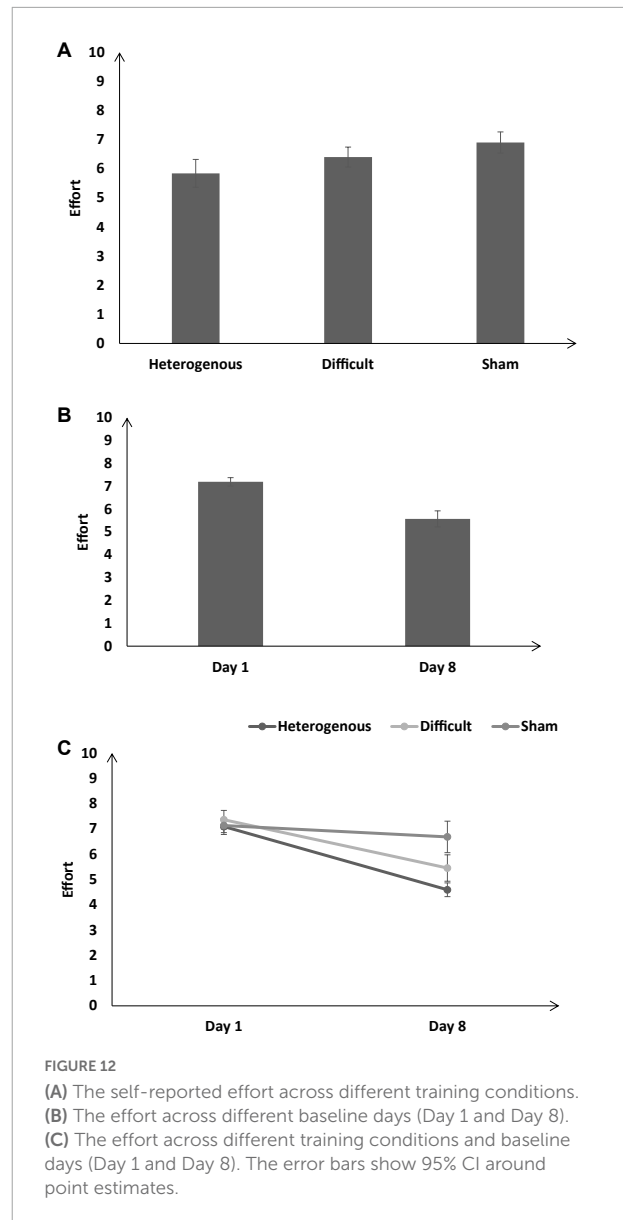 A
10
9
8
7
6
5
4
3
2
1
0
Effort
Heterogenous Difficult Sham
B
10
9
8
7
6
5
4
3
2
1
0
Effort
Day 1 Day 8
Heterogenous Difficult Sham
C
10
9
8
7
6
5
4
3
2
1
0
Effort
Day 1 Day 8
FIGURE 12
(A) The self-reported effort across different training conditions.
(B) The effort across different baseline days (Day 1 and Day 8).
(C) The effort across different training conditions and baseline
days (Day 1 and Day 8). The error bars show 95% CI around
point estimates.